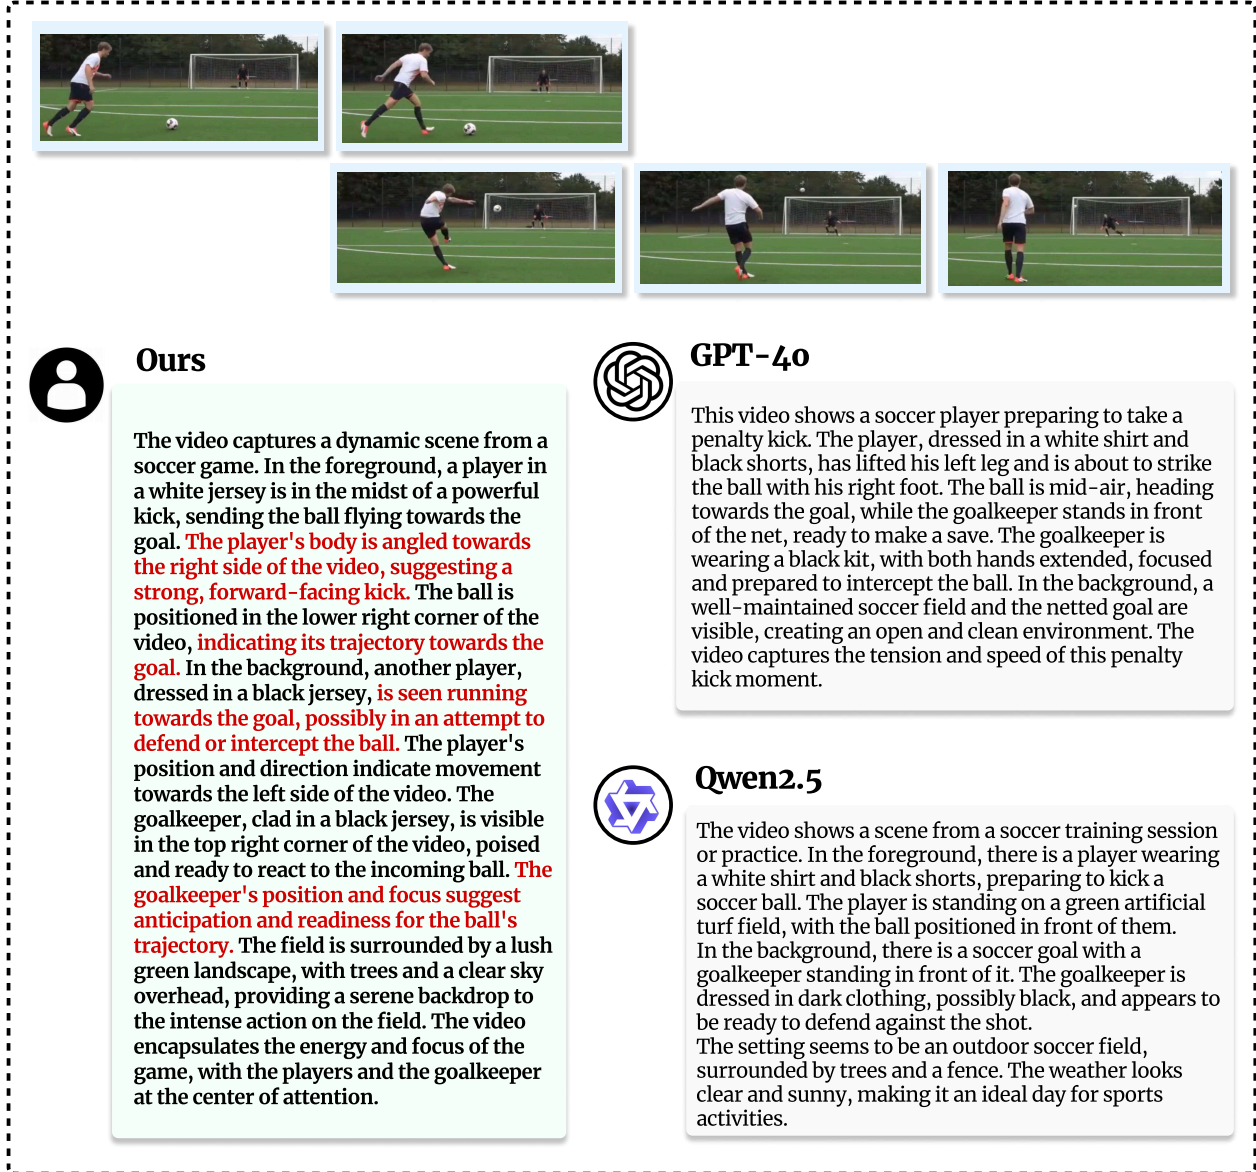 Ours
The video captures a dynamic scene from a
soccer game. In the foreground, a player in
a white jersey is in the midst of a powerful
kick, sending the ball flying towards the
goal. The player's body is angled towards
the right side of the video, suggesting a
strong, forward-facing kick. The ball is
positioned in the lower right corner of the
video, indicating its trajectory towards the
goal. In the background, another player,
dressed in a black jersey, is seen running
towards the goal, possibly in an attempt to
defend or intercept the ball. The player's
position and direction indicate movement
towards the left side of the video. The
goalkeeper, clad in a black jersey, is visible
in the top right corner of the video, poised
and ready to react to the incoming ball. The
goalkeeper's position and focus suggest
anticipation and readiness for the ball's
trajectory. The field is surrounded by a lush
green landscape, with trees and a clear sky
overhead, providing a serene backdrop to
the intense action on the field. The video
encapsulates the energy and focus of the
game, with the players and the goalkeeper
at the center of attention.
GPT-4o
This video shows a soccer player preparing to take a
penalty kick. The player, dressed in a white shirt and
black shorts, has lifted his left leg and is about to strike
the ball with his right foot. The ball is mid-air, heading
towards the goal, while the goalkeeper stands in front
of the net, ready to make a save. The goalkeeper is
wearing a black kit, with both hands extended, focused
and prepared to intercept the ball. In the background, a
well-maintained soccer field and the netted goal are
visible, creating an open and clean environment. The
video captures the tension and speed of this penalty
kick moment.
Qwen2.5
The video shows a scene from a soccer training session
or practice. In the foreground, there is a player wearing
a white shirt and black shorts, preparing to kick a
soccer ball. The player is standing on a green artificial
turf field, with the ball positioned in front of them.
In the background, there is a soccer goal with a
goalkeeper standing in front of it. The goalkeeper is
dressed in dark clothing, possibly black, and appears to
be ready to defend against the shot.
The setting seems to be an outdoor soccer field,
surrounded by trees and a fence. The weather looks
clear and sunny, making it an ideal day for sports
activities.